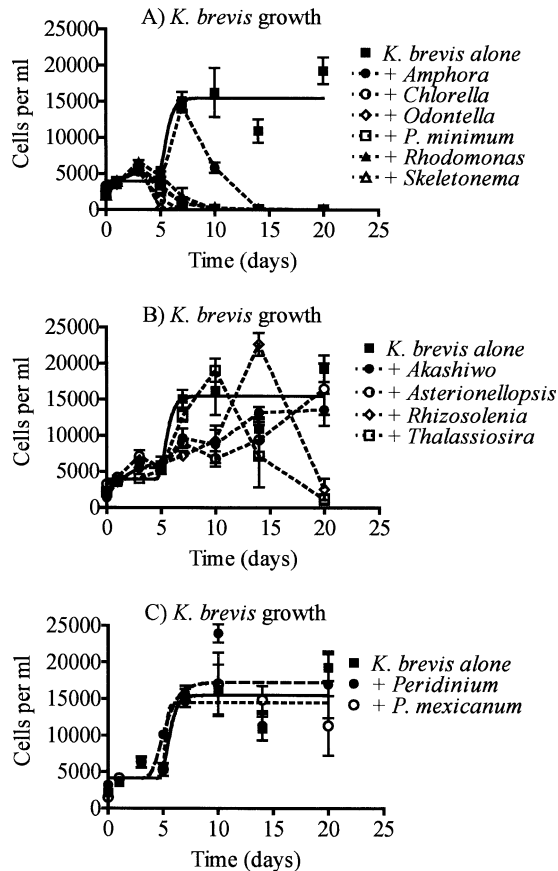 A) K. brevis growth
Cells per ml
25000
20000
15000
10000
5000
0
0 5 10 15 20 25
Time (days)
K. brevis alone
+ Amphora
+ Chlorella
+ Odontella
+ P. minimum
+ Rhodomonas
+ Skeletonema
B) K. brevis growth
Cells per ml
25000
20000
15000
10000
5000
0
0 5 10 15 20 25
Time (days)
K. brevis alone
+ Akashiwo
+ Asterionellopsis
+ Rhizosolenia
+ Thalassiosira
C) K. brevis growth
Cells per ml
25000
20000
15000
10000
5000
0
0 5 10 15 20 25
Time (days)
K. brevis alone
+ Peridinium
+ P. mexicanum